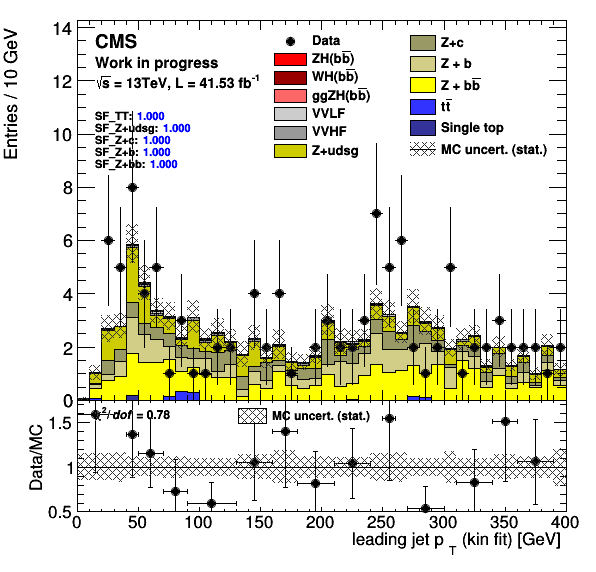 Entries / 10 GeV
14
12
10
8
6
4
2
0
CMS
Work in progress
√s = 13TeV, L = 41.53 fb⁻¹
SF_TT: 1.000
SF_Z+udsg: 1.000
SF_Z+c: 1.000
SF_Z+b: 1.000
SF_Z+bb: 1.000
Data
ZH(bb̅)
WH(bb̅)
ggZH(bb̅)
VVLF
VVHF
Z+udsg
Z+c
Z + b
Z + bb̅
tt̅
Single top
MC uncert. (stat.)
Data/MC
1.5
1
0.5
χ²/dof = 0.78
MC uncert. (stat.)
0 50 100 150 200 250 300 350 400
leading jet p_T (kin fit) [GeV]